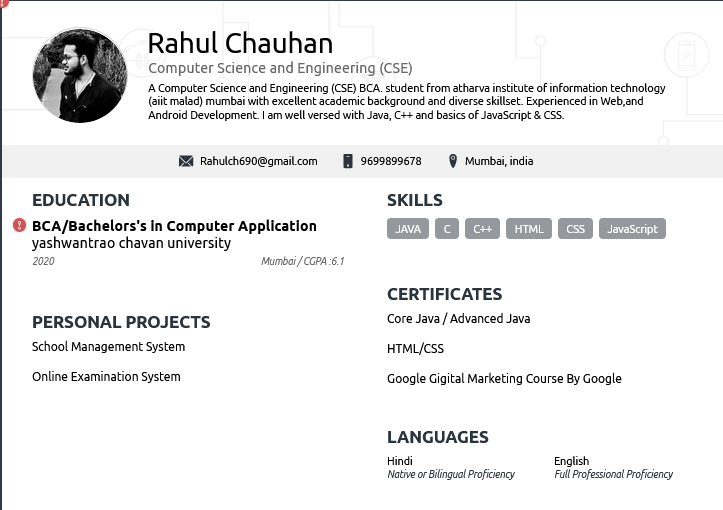 Rahul Chauhan
Computer Science and Engineering (CSE)
A Computer Science and Engineering (CSE) BCA. student from atharva institute of information technology
(aiit malad) mumbai with excellent academic background and diverse skillset. Experienced in Web,and
Android Development. I am well versed with Java, C++ and basics of JavaScript & CSS.
Rahulch690@gmail.com 9699899678 Mumbai, india
EDUCATION
BCA/Bachelors's in Computer Application
yashwantrao chavan university
2020 Mumbai / CGPA :6.1
PERSONAL PROJECTS
School Management System
Online Examination System
SKILLS
JAVA C C++ HTML CSS JavaScript
CERTIFICATES
Core Java / Advanced Java
HTML/CSS
Google Gigital Marketing Course By Google
LANGUAGES
Hindi English
Native or Bilingual Proficiency Full Professional Proficiency